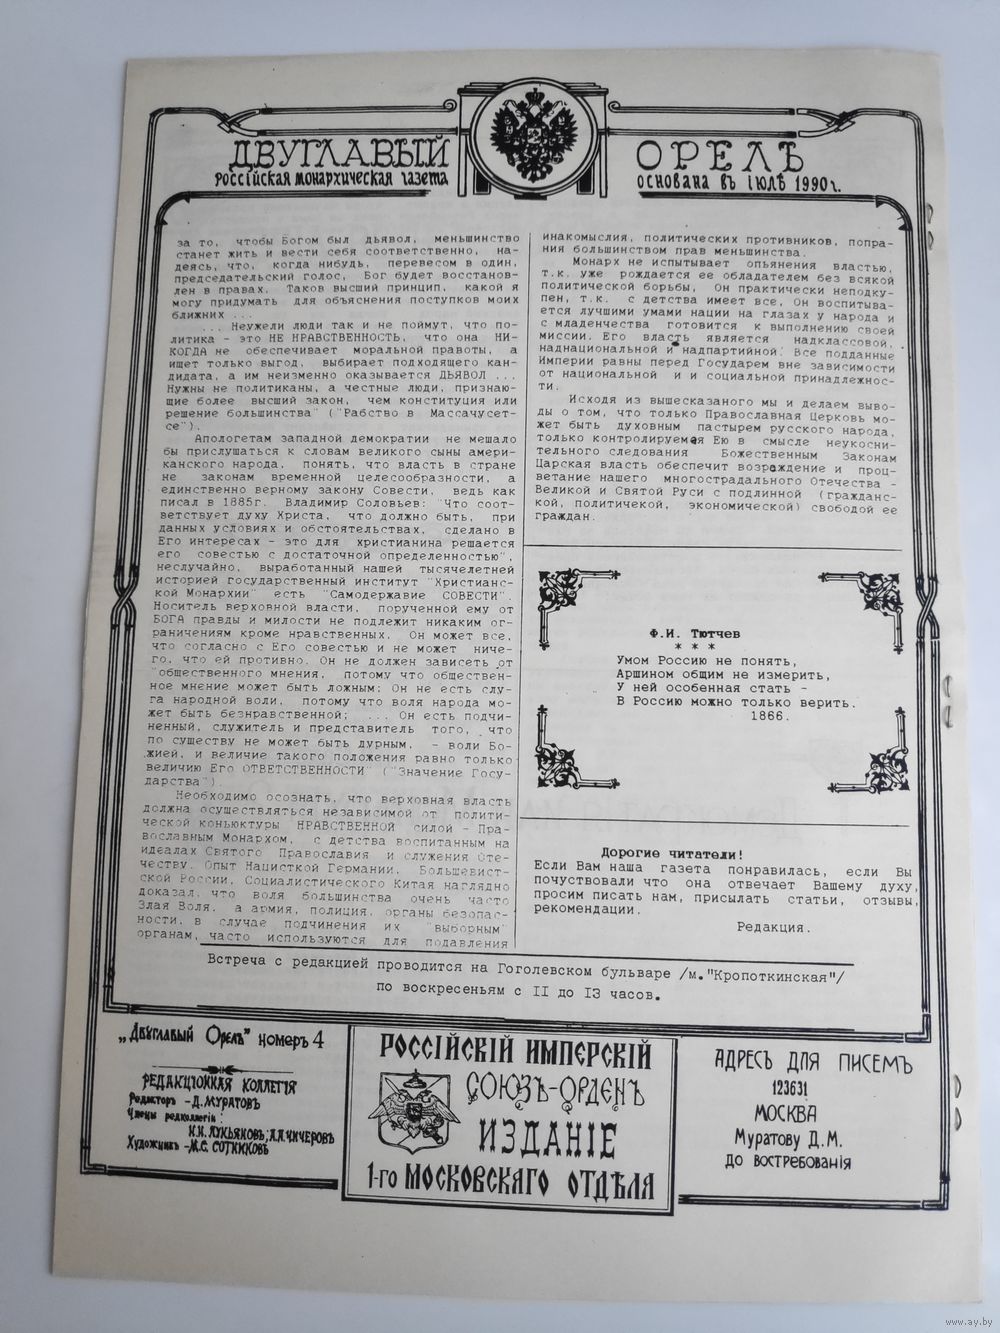 ДВУГЛАВЫЙ ОРЕЛЪ
РОССІЙСКАЯ МОНАРХИЧЕСКАЯ ГАЗЕТА
ОСНОВАНА ВЪ ІЮЛѢ 1990г.
за то, чтобы Богом был дьявол, меньшинство
станет жить и вести себя соответственно, на-
деясь, что, когда нибудь, перевесом в один,
председательский голос, Бог будет восстанов-
лен в правах. Таков высший принцип, какой я
могу придумать для объяснения поступков моих
ближних ...
... Неужели люди так и не поймут, что по-
литика - это НЕ НРАВСТВЕННОСТЬ, что она НИ-
КОГДА не обеспечивает моральной правоты, а
ищет только выгод, выбирает подходящего кан-
дидата, а им неизменно оказывается ДЬЯВОЛ ...
Нужны не политиканы, а честные люди, признаю-
щие более высший закон, чем конституция или
решение большинства" ("Рабство в Массачусет-
се").
Апологетам западной демократии не мешало
бы прислушаться к словам великого сыны амери-
канского народа, понять, что власть в стране
не законам временной целесообразности, а
единственно верному закону Совести, ведь как
писал в 1885г. Владимир Соловьев: "Что соот-
ветствует духу Христа, что должно быть, при
данных условиях и обстоятельствах, сделано в
Его интересах - это для христианина решается
его совестью с достаточной определенностью",
неслучайно, выработанный нашей тысячелетней
историей государственный институт "Христианс-
кой Монархии" есть "Самодержавие СОВЕСТИ".
Носитель верховной власти, порученной ему от
БОГА правды и милости не подлежит никаким ог-
раничениям кроме нравственных, Он может все,
что согласно с Его совестью и не может ниче-
го, что ей противно. Он не должен зависеть от
"общественного мнения, потому что обществен-
ное мнение может быть ложным; Он не есть слу-
га народной воли, потому что воля народа мо-
жет быть безнравственной; ... Он есть подчи-
ненный, служитель и представитель того, что
по существу не может быть дурным, - воли Бо-
жией, и величие такого положения равно только
величию Его ОТВЕТСТВЕННОСТИ" ("Значение Госу-
дарства").
Необходимо осознать, что верховная власть
должна осуществляться независимой от полити-
ческой коньюктуры НРАВСТВЕННОЙ силой - Пра-
вославным Монархом, с детства воспитанным на
идеалах Святого Православия и служения Оте-
честву. Опыт Нацисткой Германии, Большевист-
ской России, Социалистического Китая наглядно
доказал, что воля большинства очень часто
Злая Воля, а армия, полиция, органы безопас-
ности, в случае подчинения их "выборным"
органам, часто используются для подавления
инакомыслия, политических противников, попра-
ния большинством прав меньшинства.
Монарх не испытывает опьянения властью,
т.к. уже рождается ее обладателем без всякой
политической борьбы, Он практически неподку-
пен, т.к. с детства имеет все, Он воспитыва-
ется лучшими умами нации на глазах у народа и
с младенчества готовится к выполнению своей
миссии. Его власть является надклассовой,
наднациональной и надпартийной. Все подданные
Империи равны перед Государем вне зависимости
от национальной и и социальной принадлежнос-
ти.
Исходя из вышесказаного мы и делаем выво-
ды о том, что только Православная Церковь мо-
жет быть духовным пастырем русского народа,
только контролируемая Ею в смысле неукосни-
тельного следования Божественным Законам
Царская власть обеспечит возраждение и проц-
ветание нашего многострадального Отечества -
Великой и Святой Руси с подлинной (гражданс-
кой, политичекой, экономической) свободой ее
граждан.
Ф.И. Тютчев
* * *
Умом Россию не понять,
Аршином общим не измерить,
У ней особенная стать -
В Россию можно только верить.
1866.
Дорогие читатели!
Если Вам наша газета понравилась, если Вы
почуствовали что она отвечает Вашему духу,
просим писать нам, присылать статьи, отзывы,
рекомендации.
Редакция.
Встреча с редакцией проводится на Гоголевском бульваре /м."Кропоткинская"/
по воскресеньям с II до I3 часов.
„Двуглавый Орелъ" номеръ 4
РЕДАКЦІОННАЯ КОЛЛЕГІЯ
Редакторъ - Д. МУРАТОВЪ
Члены редколлегіи:
Н.Н. ЛУКЬЯНОВЪ; А.Л. ЧИЧЕРОВЪ
Художникъ - М.С. СОТНИКОВЪ
РОССІЙСКІЙ ИМПЕРСКІЙ
СОЮЗЪ-ОРДЕНЪ
ИЗДАНІЕ
1-го МОСКОВСКАГО ОТДѢЛА
АДРЕСЪ ДЛЯ ПИСЕМЪ
123631
МОСКВА
Муратову Д.М.
ДО ВОСТРЕБОВАНІЯ
www.ay.by